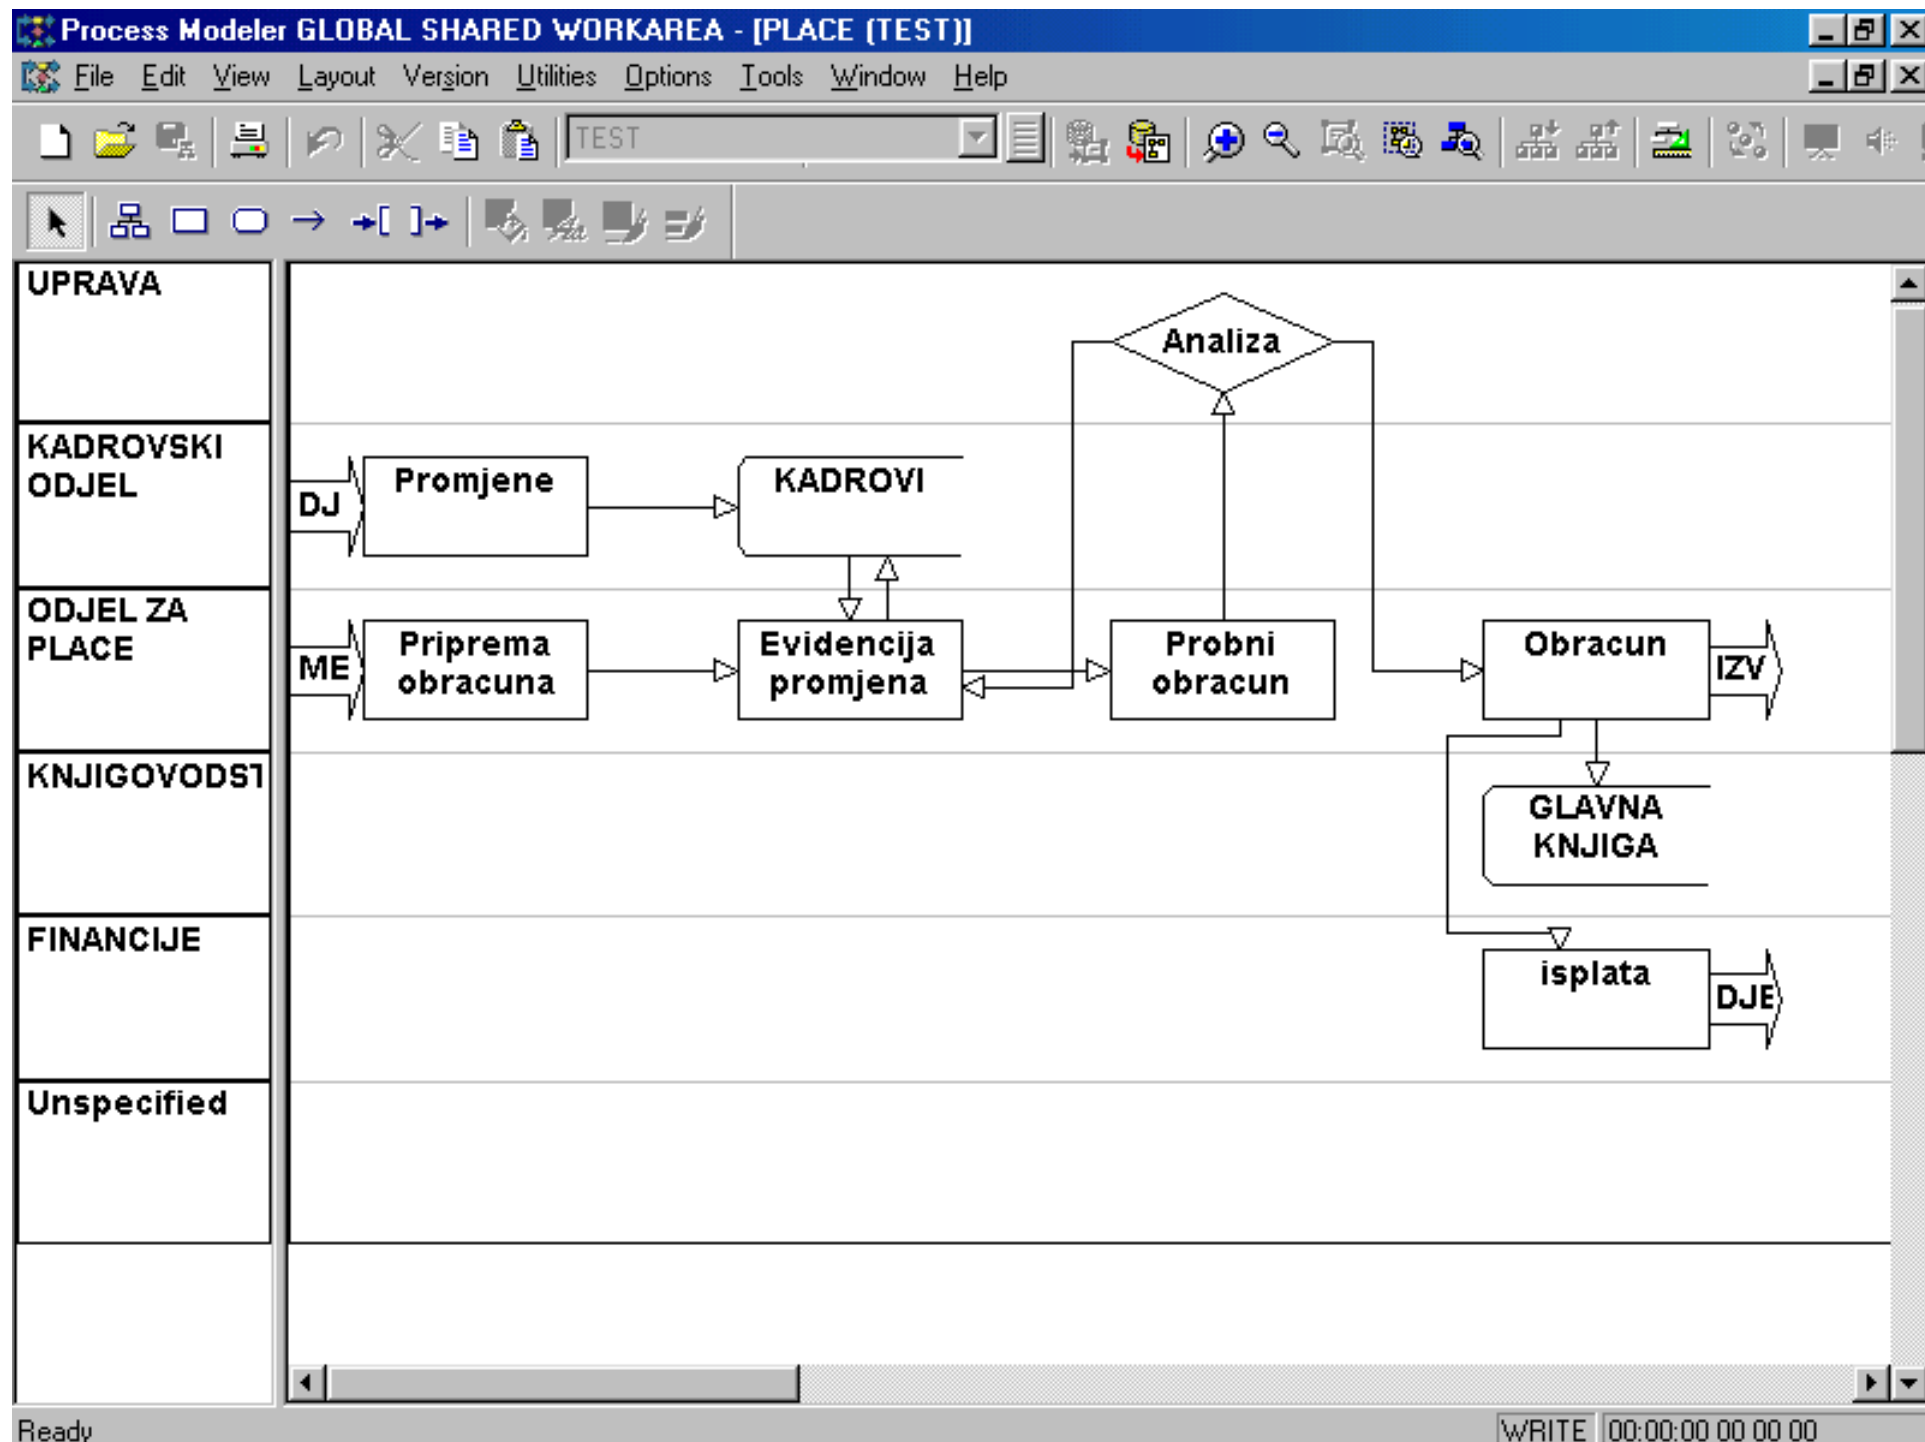 Process Modeler GLOBAL SHARED WORKAREA - [PLACE (TEST)]
File Edit View Layout Version Utilities Options Tools Window Help
TEST
UPRAVA
Analiza
KADROVSKI
ODJEL
DJ
Promjene
KADROVI
ODJEL ZA
PLACE
ME
Priprema
obracuna
Evidencija
promjena
Probni
obracun
Obracun
IZV
KNJIGOVODST
GLAVNA
KNJIGA
FINANCIJE
isplata
DJE
Unspecified
Ready
WRITE 00:00:00 00 00 00